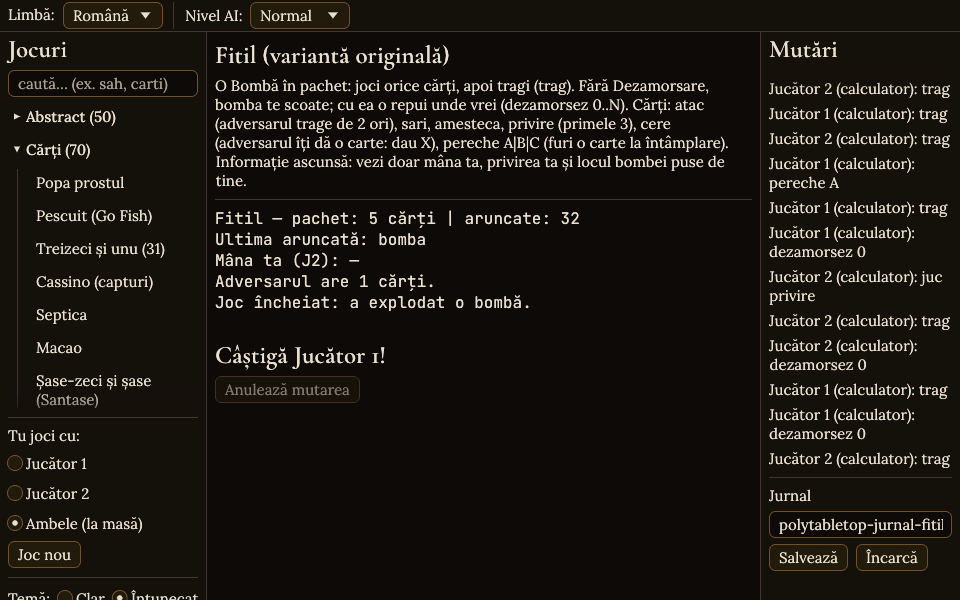 Limbă: Română ▼ Nivel AI: Normal ▼
Jocuri
caută... (ex. sah, carti)
▸ Abstract (50)
▾ Cărți (70)
Popa prostul
Pescuit (Go Fish)
Treizeci și unu (31)
Cassino (capturi)
Septica
Macao
Șase-zeci și șase
(Santase)
Tu joci cu:
Jucător 1
Jucător 2
Ambele (la masă)
Joc nou
Temă: Clar Întunecat
Fitil (variantă originală)
O Bombă în pachet: joci orice cărți, apoi tragi (trag). Fără Dezamorsare,
bomba te scoate; cu ea o repui unde vrei (dezamorsez 0..N). Cărți: atac
(adversarul trage de 2 ori), sari, amesteca, privire (primele 3), cere
(adversarul îți dă o carte: dau X), pereche A|B|C (furi o carte la întâmplare).
Informație ascunsă: vezi doar mâna ta, privirea ta și locul bombei puse de
tine.
Fitil — pachet: 5 cărți | aruncate: 32
Ultima aruncată: bomba
Mâna ta (J2): —
Adversarul are 1 cărți.
Joc încheiat: a explodat o bombă.
Câștigă Jucător 1!
Anulează mutarea
Mutări
Jucător 2 (calculator): trag
Jucător 1 (calculator): trag
Jucător 2 (calculator): trag
Jucător 1 (calculator):
pereche A
Jucător 1 (calculator): trag
Jucător 1 (calculator):
dezamorsez 0
Jucător 2 (calculator): juc
privire
Jucător 2 (calculator): trag
Jucător 2 (calculator):
dezamorsez 0
Jucător 1 (calculator): trag
Jucător 1 (calculator):
dezamorsez 0
Jucător 2 (calculator): trag
Jurnal
polytabletop-jurnal-fitil
Salvează Încarcă